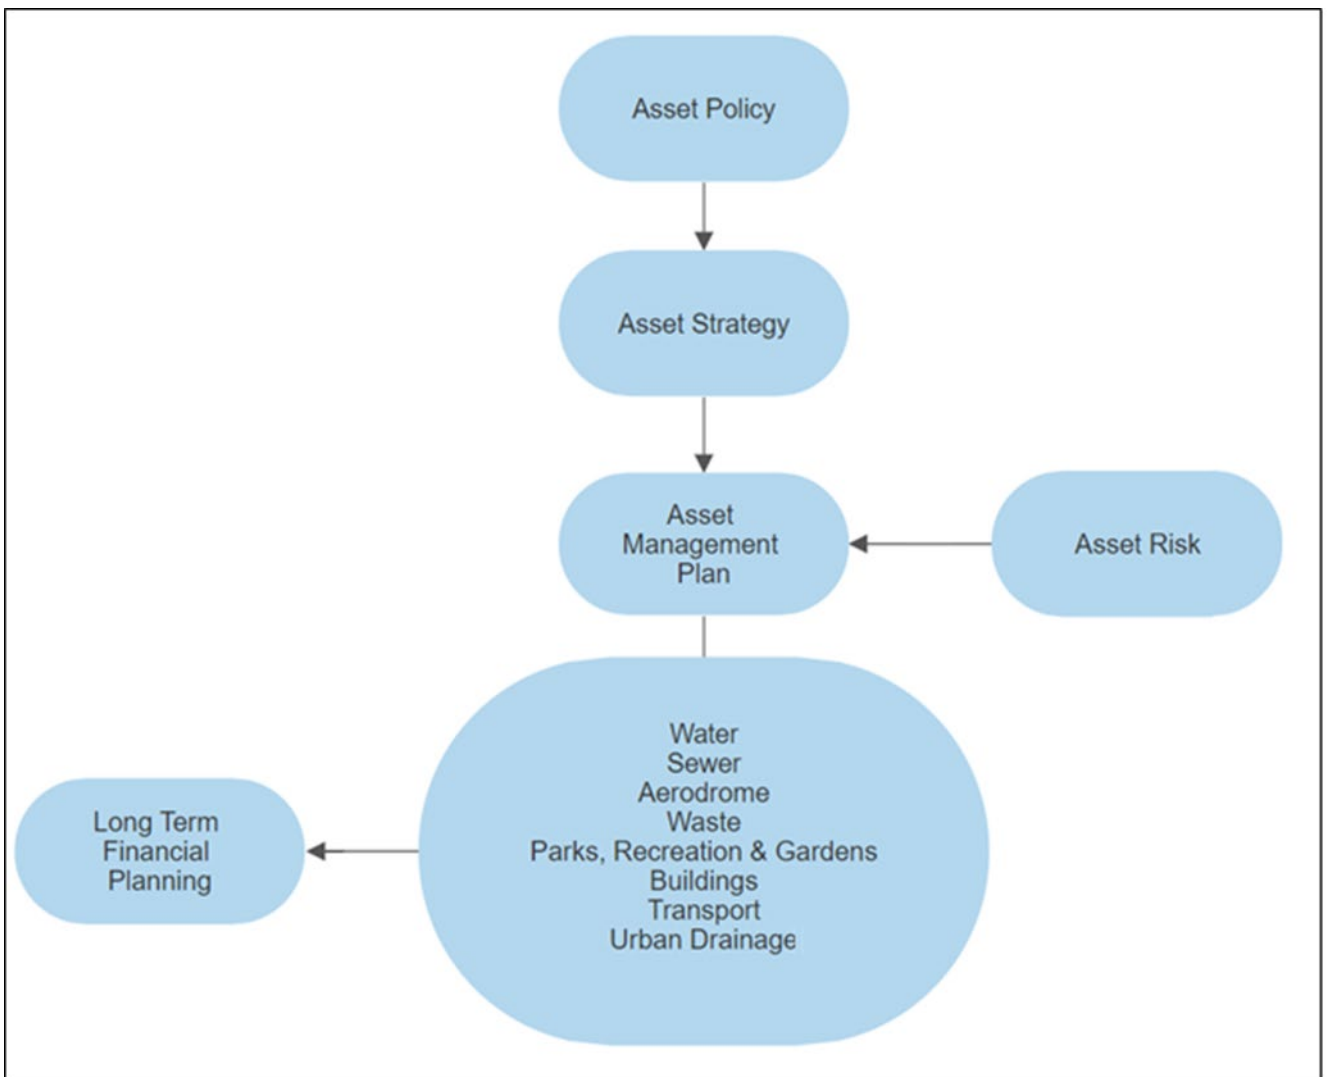 Asset Policy
Asset Strategy
Asset
Management
Plan
Asset Risk
Water
Sewer
Aerodrome
Waste
Parks, Recreation & Gardens
Buildings
Transport
Urban Drainage
Long Term
Financial
Planning